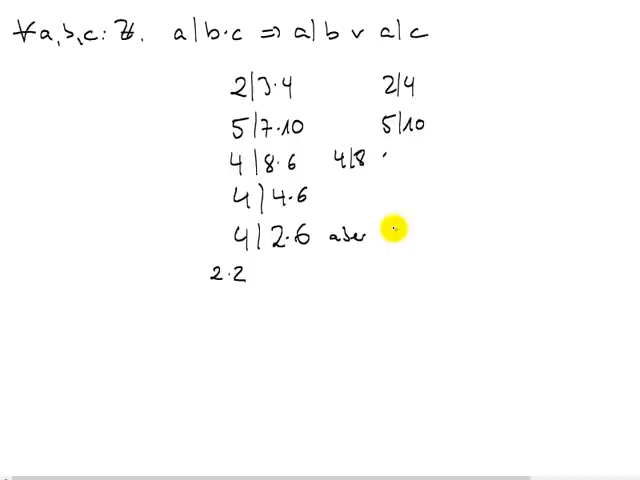 ∀a,b,c:ℤ. a|b·c ⇒ a|b ∨ a|c
2|3·4 2|4
5|7·10 5|10
4|8·6 4|8
4|4·6
4|2·6 aber
2·2